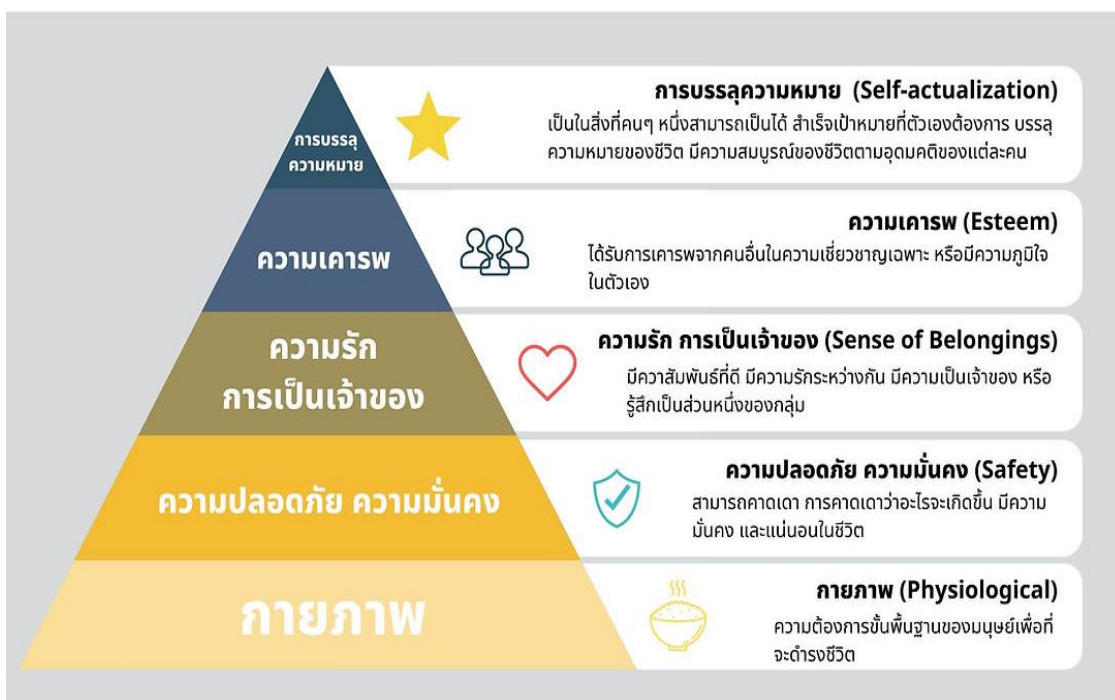 การบรรลุ
ความหมาย
การบรรลุความหมาย (Self-actualization)
เป็นในสิ่งที่คนๆ หนึ่งสามารถเป็นได้ สำเร็จเป้าหมายที่ตัวเองต้องการ บรรลุ
ความหมายของชีวิต มีความสมบูรณ์ของชีวิตตามอุดมคติของแต่ละคน
ความเคารพ
ความเคารพ (Esteem)
ได้รับการเคารพจากคนอื่นในความเชี่ยวชาญเฉพาะ หรือมีความภูมิใจ
ในตัวเอง
ความรัก
การเป็นเจ้าของ
ความรัก การเป็นเจ้าของ (Sense of Belongings)
มีควาสัมพันธ์ที่ดี มีความรักระหว่างกัน มีความเป็นเจ้าของ หรือ
รู้สึกเป็นส่วนหนึ่งของกลุ่ม
ความปลอดภัย ความมั่นคง
ความปลอดภัย ความมั่นคง (Safety)
สามารถคาดเดา การคาดเดาว่าอะไรจะเกิดขึ้น มีความ
มั่นคง และแน่นอนในชีวิต
กายภาพ
กายภาพ (Physiological)
ความต้องการขั้นพื้นฐานของมนุษย์เพื่อที่
จะดำรงชีวิต